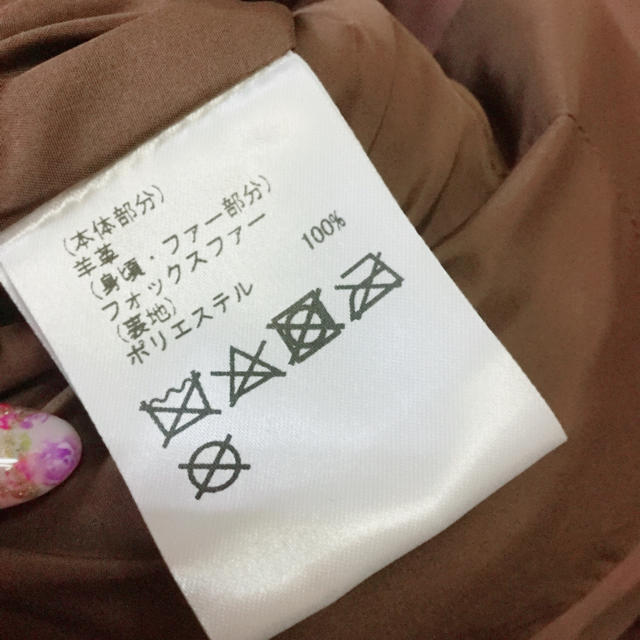 (本体部分)
羊革
(身頃・ファー部分)
フォックスファー
(裏地)
ポリエステル 100%